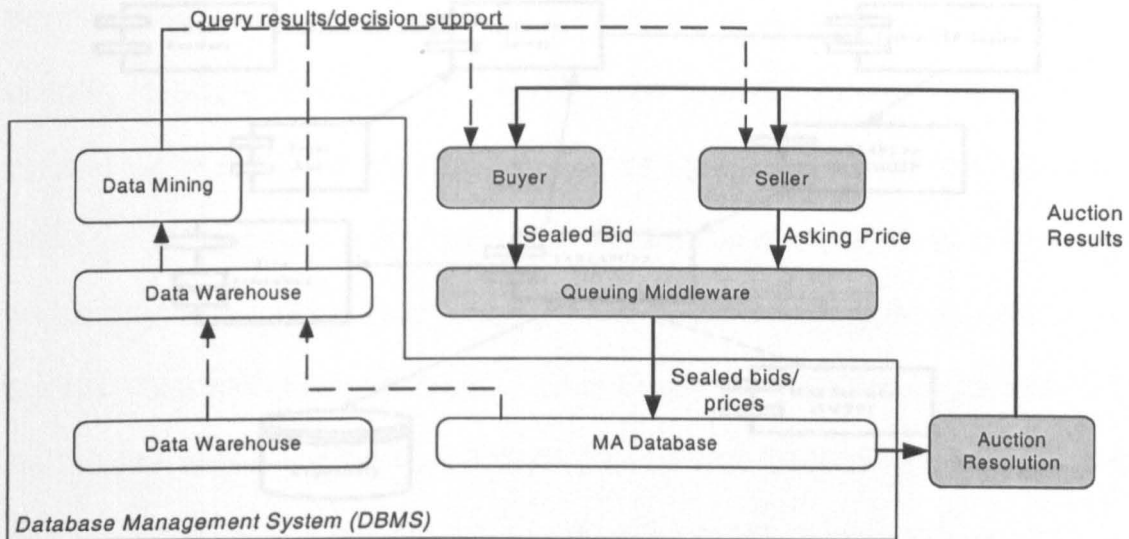 Query results/decision support
Data Mining
Buyer
Seller
Sealed Bid
Asking Price
Auction
Results
Data Warehouse
Queuing Middleware
Sealed bids/
prices
Data Warehouse
MA Database
Auction
Resolution
Database Management System (DBMS)